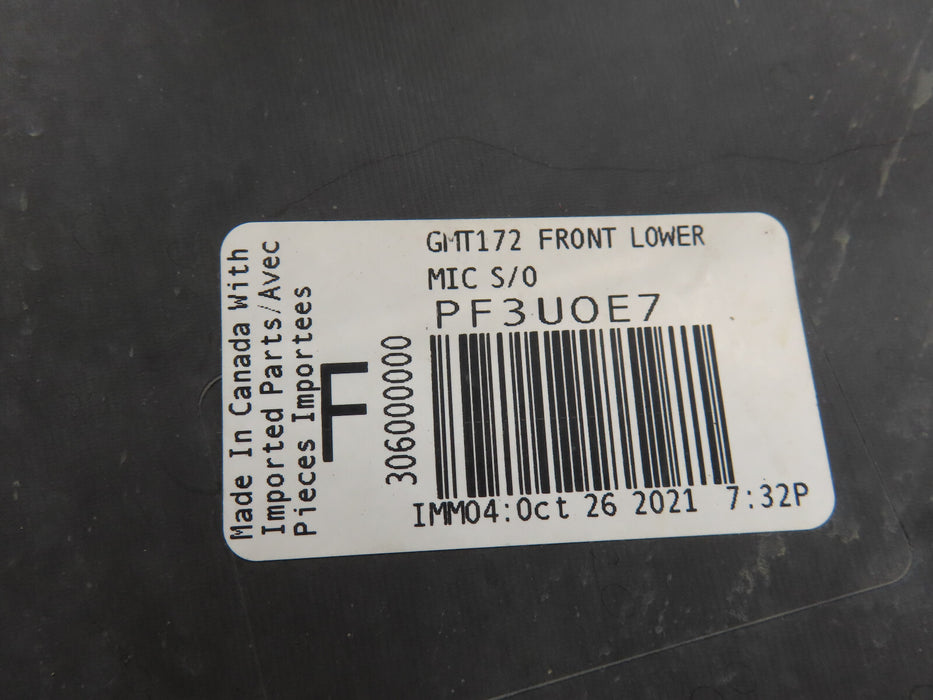 GMT172 FRONT LOWER
MIC S/O
PF3UOE7
Made In Canada With
Imported Parts/Avec
Pieces Importees
F
306000000
IMM04:Oct 26 2021 7:32P